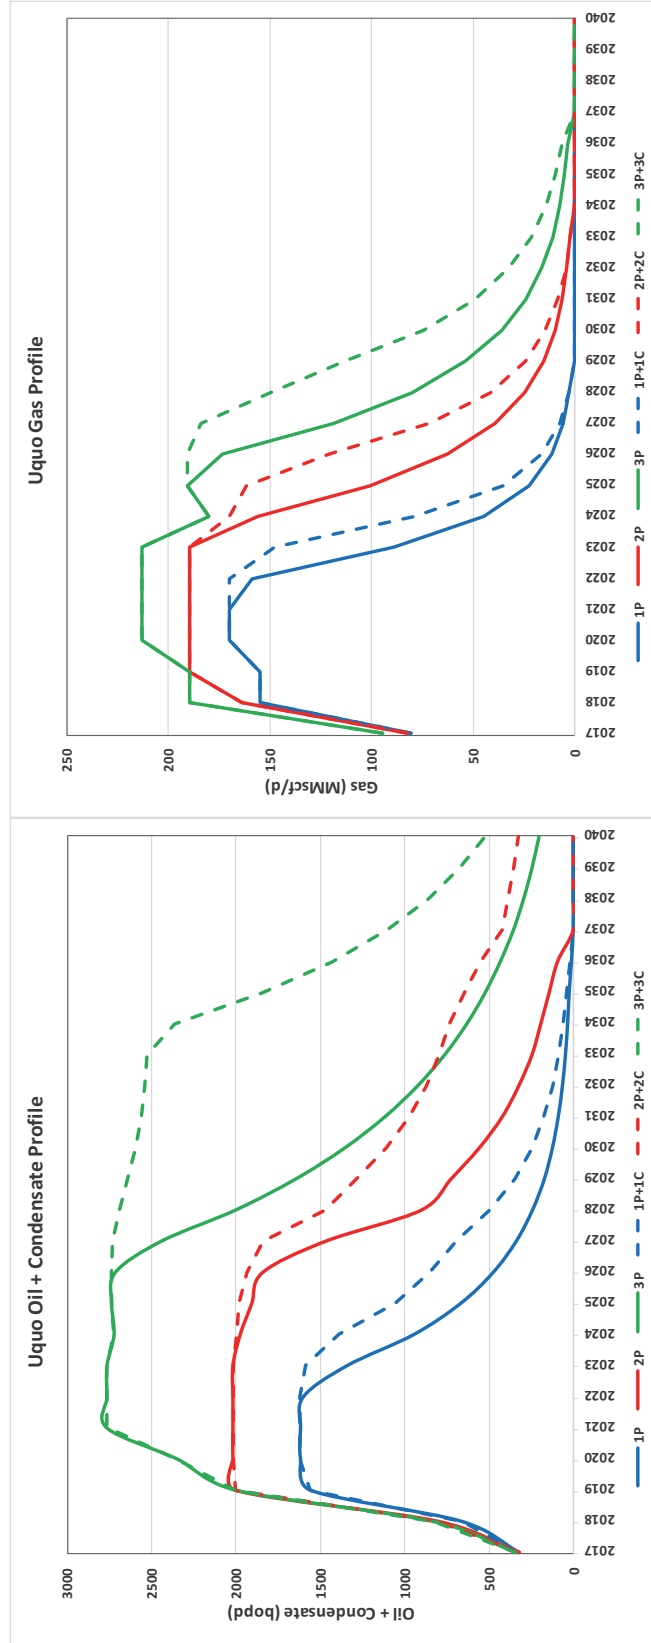 Uquo Oil + Condensate Profile
Oil + Condensate (bopd)
3000
2500
2000
1500
1000
500
0
2017 2018 2019 2020 2021 2022 2023 2024 2025 2026 2027 2028 2029 2030 2031 2032 2033 2034 2035 2036 2037 2038 2039 2040
1P 2P 3P 1P+1C 2P+2C 3P+3C
Uquo Gas Profile
Gas (MMscf/d)
250
200
150
100
50
0
2017 2018 2019 2020 2021 2022 2023 2024 2025 2026 2027 2028 2029 2030 2031 2032 2033 2034 2035 2036 2037 2038 2039 2040
1P 2P 3P 1P+1C 2P+2C 3P+3C